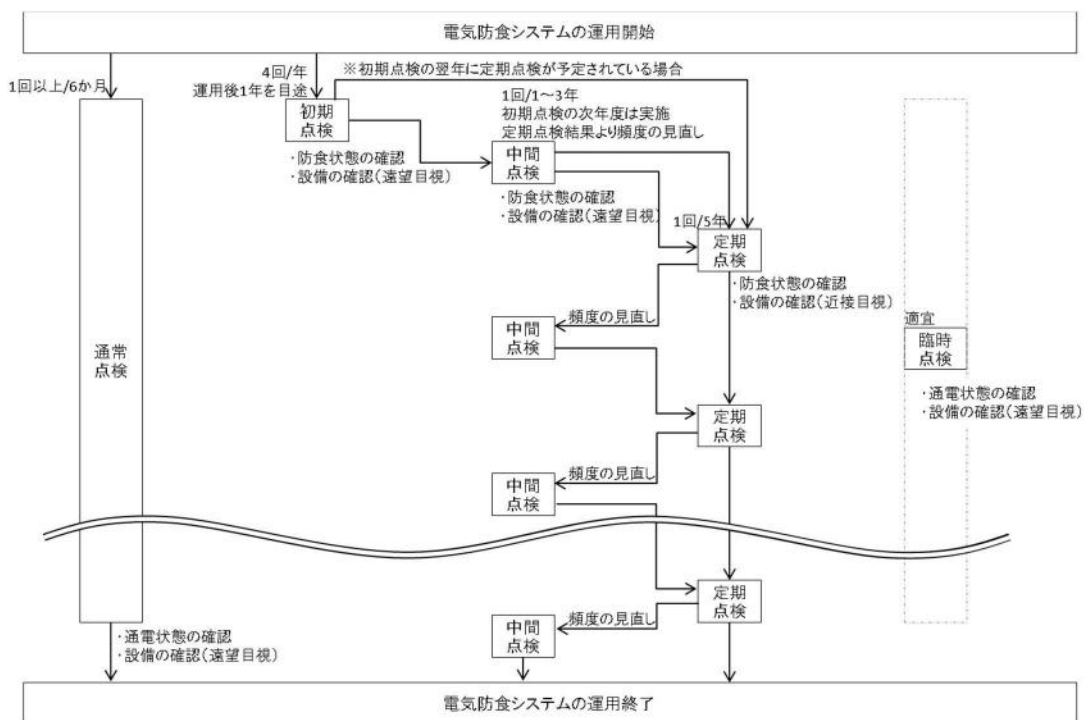 電気防食システムの運用開始
1回以上/6か月
4回/年
運用後1年を目途
※初期点検の翌年に定期点検が予定されている場合
初期
点検
・防食状態の確認
・設備の確認(遠望目視)
1回/1～3年
初期点検の次年度は実施
定期点検結果より頻度の見直し
中間
点検
・防食状態の確認
・設備の確認(遠望目視)
1回/5年
定期
点検
・防食状態の確認
・設備の確認(近接目視)
頻度の見直し
中間
点検
通常
点検
適宜
臨時
点検
・通電状態の確認
・設備の確認(遠望目視)
定期
点検
頻度の見直し
中間
点検
定期
点検
頻度の見直し
中間
点検
・通電状態の確認
・設備の確認(遠望目視)
電気防食システムの運用終了